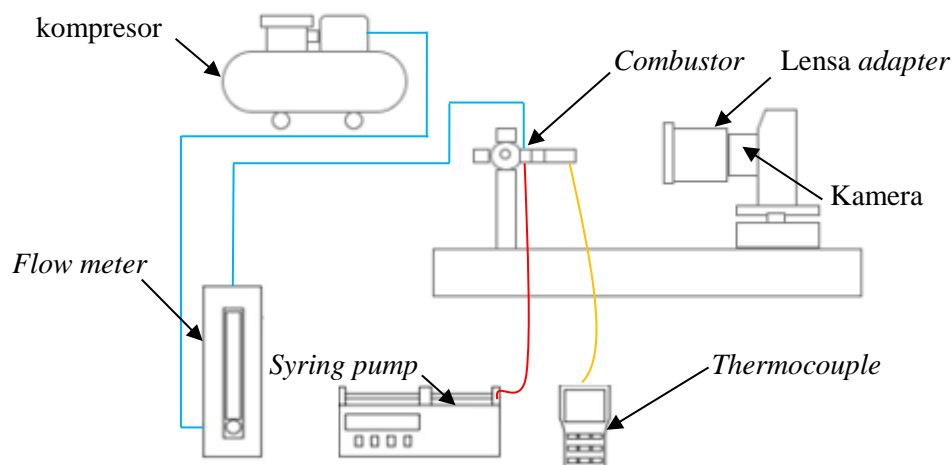 kompresor
Combustor
Lensa adapter
Kamera
Flow meter
Syring pump
Thermocouple